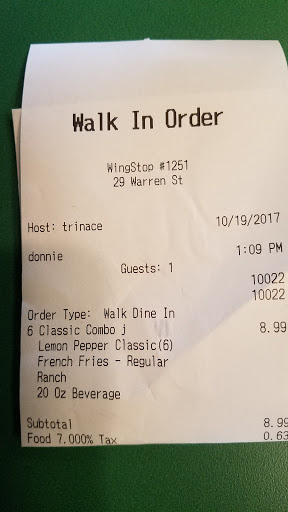 Walk In Order
WingStop #1251
29 Warren St
Host: trinace 10/19/2017
donnie 1:09 PM
Guests: 1
10022
10022
Order Type: Walk Dine In
6 Classic Combo j 8.99
Lemon Pepper Classic(6)
French Fries - Regular
Ranch
20 Oz Beverage
Subtotal 8.99
Food 7.000% Tax 0.63